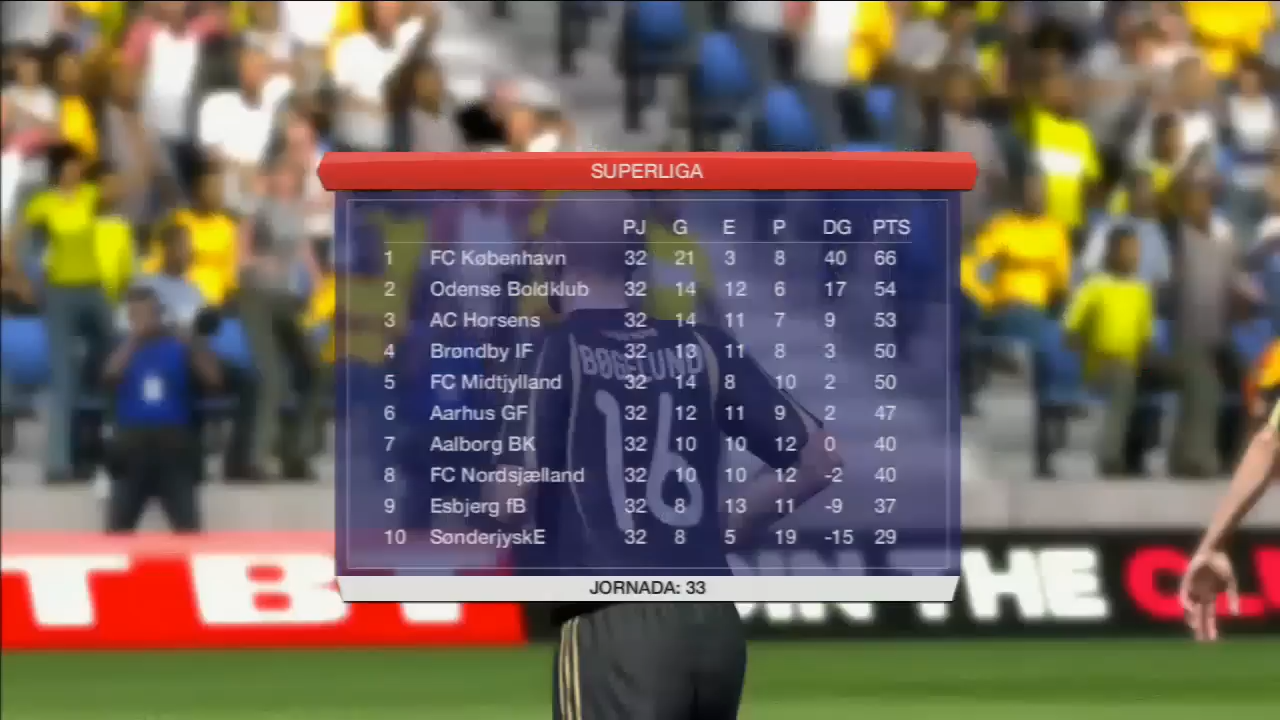 SUPERLIGA
PJ G E P DG PTS
1 FC København 32 21 3 8 40 66
2 Odense Boldklub 32 14 12 6 17 54
3 AC Horsens 32 14 11 7 9 53
4 Brøndby IF 32 13 11 8 3 50
5 FC Midtjylland 32 14 8 10 2 50
6 Aarhus GF 32 12 11 9 2 47
7 Aalborg BK 32 10 10 12 0 40
8 FC Nordsjælland 32 10 10 12 -2 40
9 Esbjerg fB 32 8 13 11 -9 37
10 SønderjyskE 32 8 5 19 -15 29
JORNADA: 33
BØGELUND
16
THE